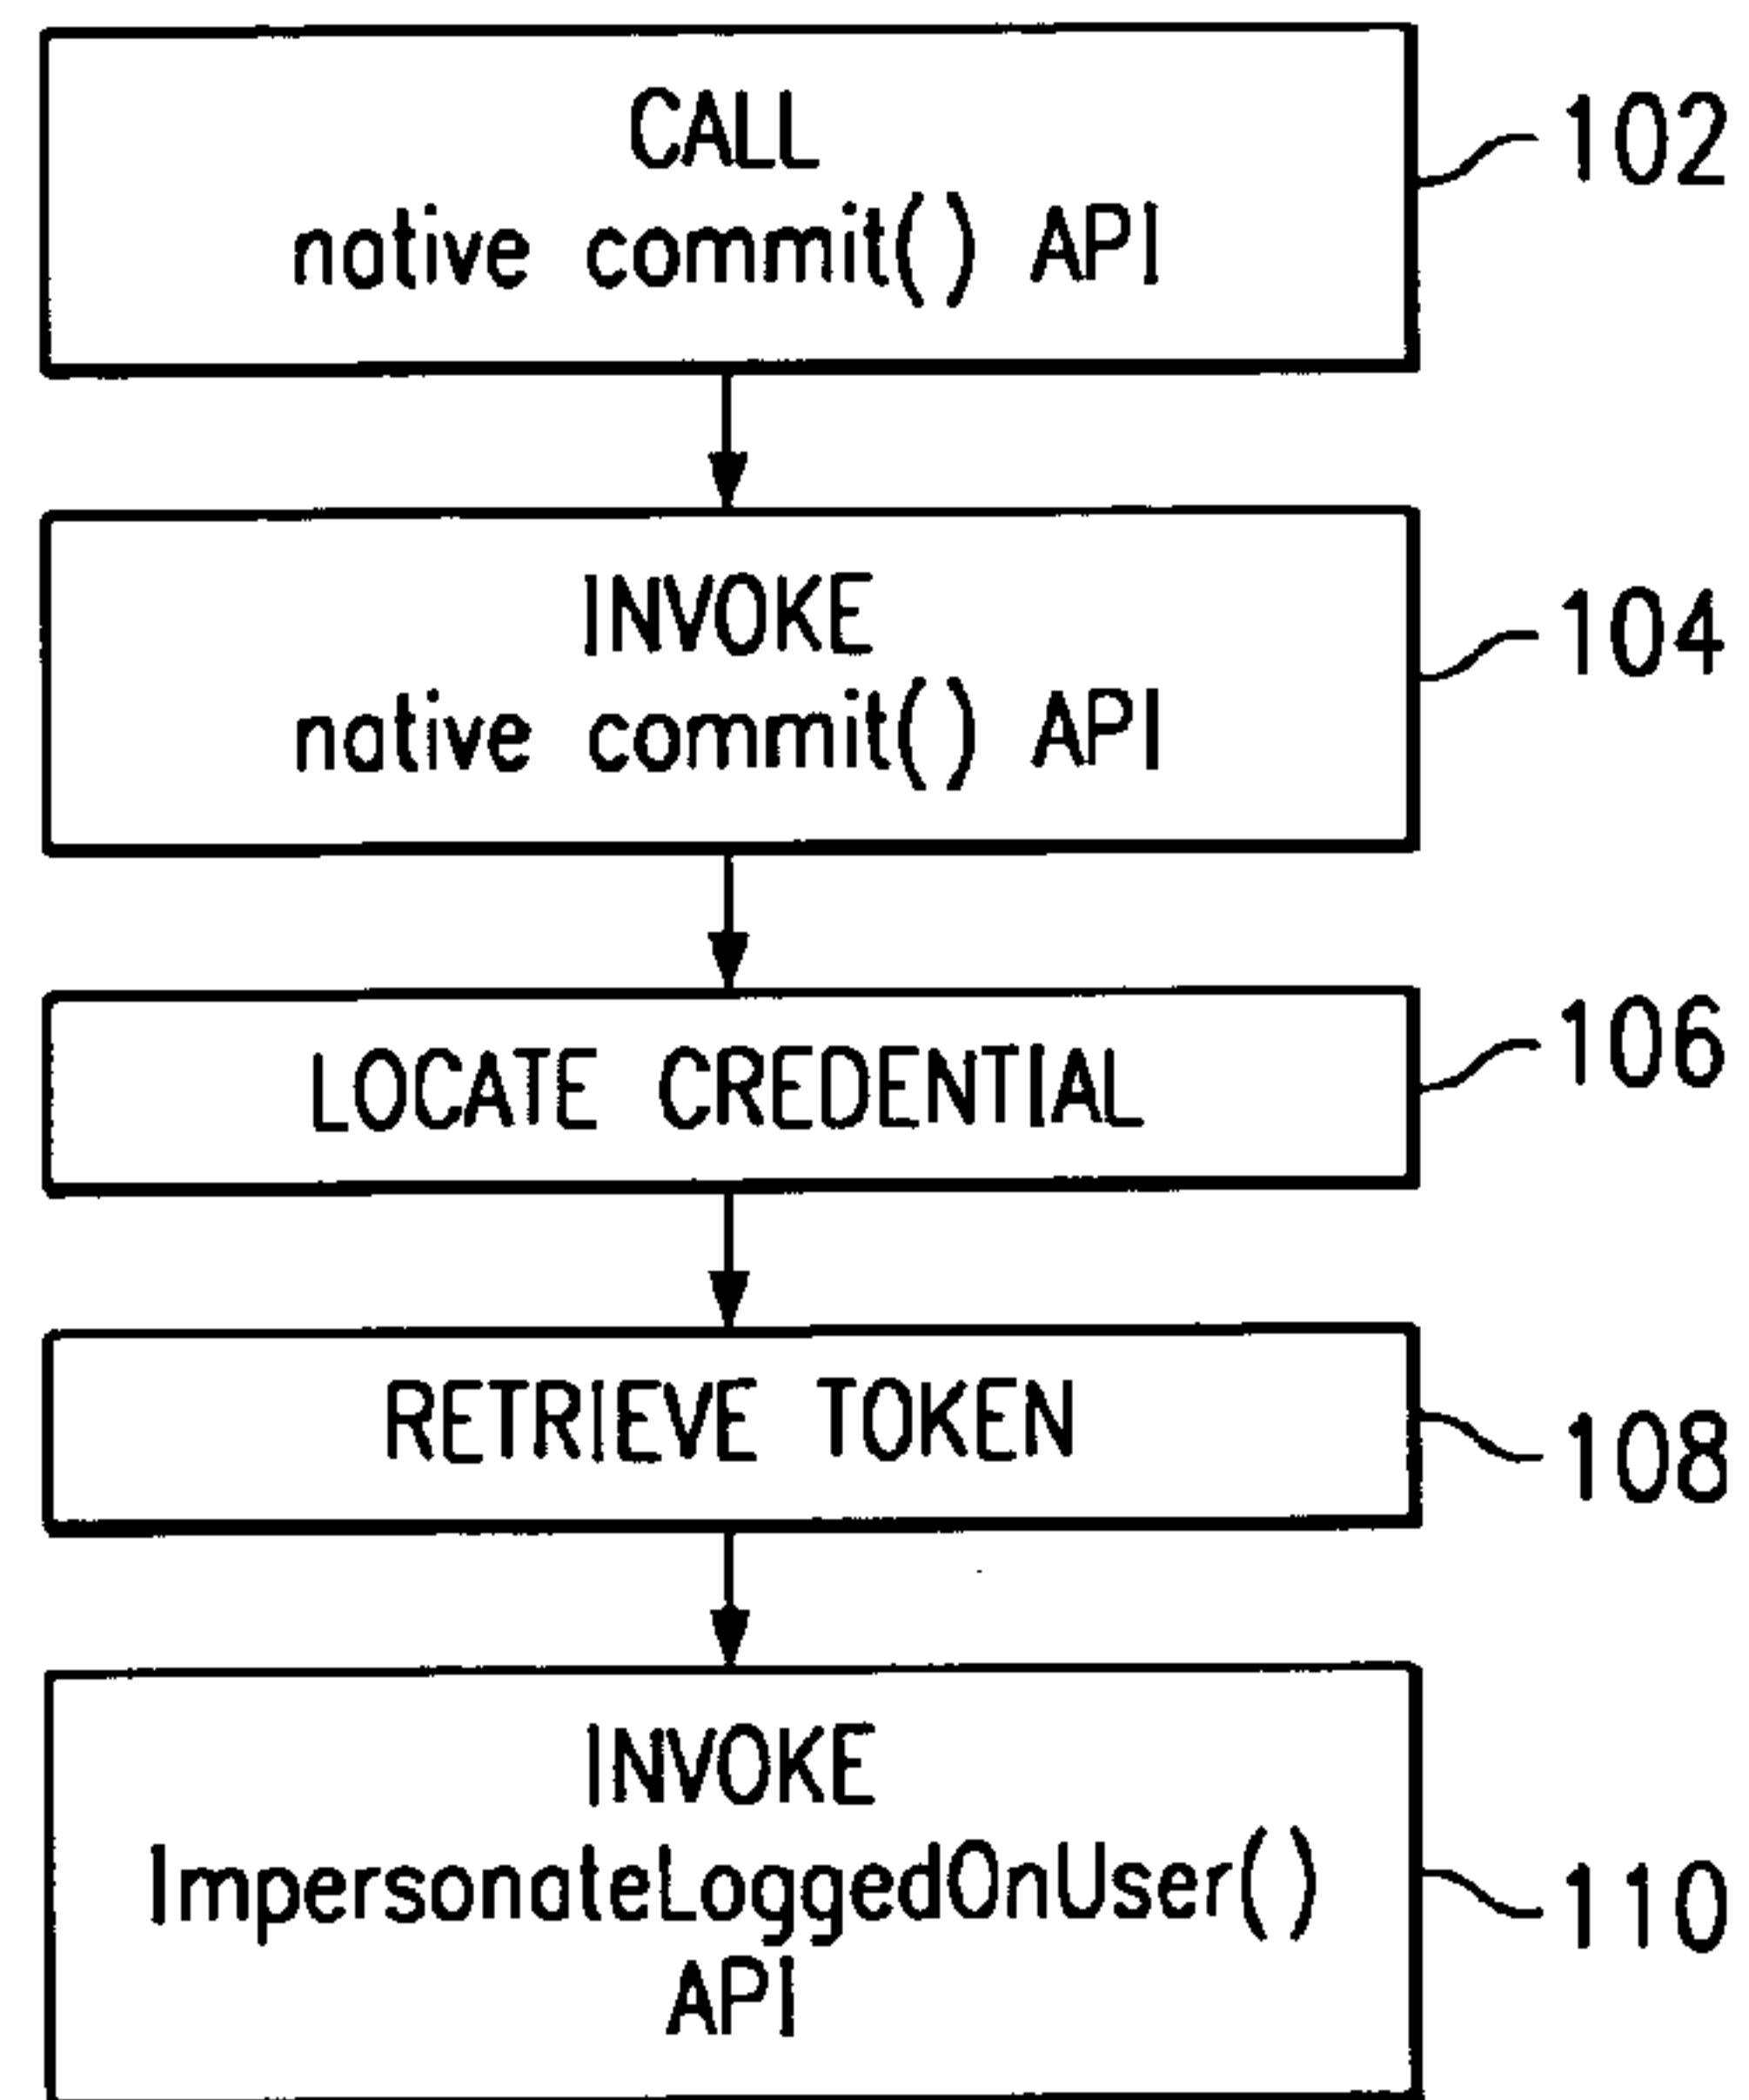 CALL
native commit() API
102
INVOKE
native commit() API
104
LOCATE CREDENTIAL
106
RETRIEVE TOKEN
108
INVOKE
ImpersonateLoggedOnUser()
API
110